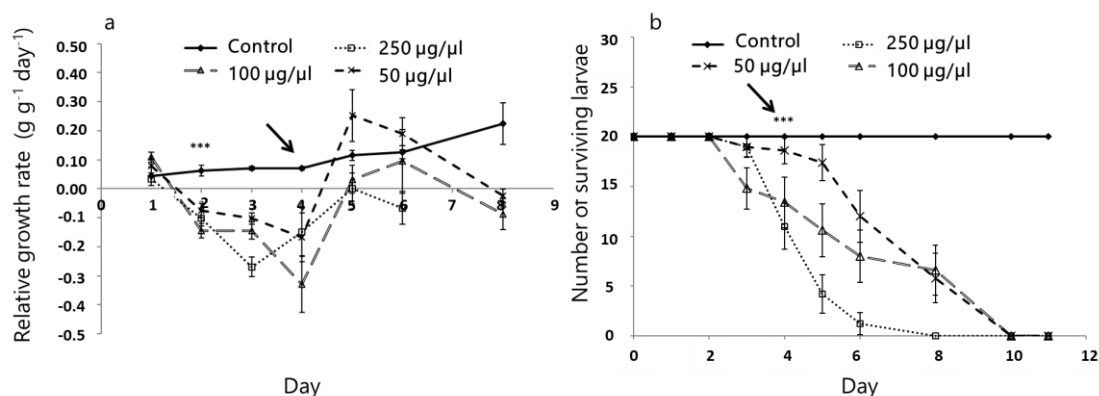 a
Control
250 µg/µl
100 µg/µl
50 µg/µl
Relative growth rate (g g⁻¹ day⁻¹)
0.50
0.40
0.30
0.20
0.10
0.00
-0.1
-0.2
-0.3
-0.4
-0.5
***
0 1 2 3 4 5 6 7 8 9
Day
b
Control
250 µg/µl
50 µg/µl
100 µg/µl
Number of surviving larvae
30
25
20
15
10
5
0
***
0 2 4 6 8 10 12
Day